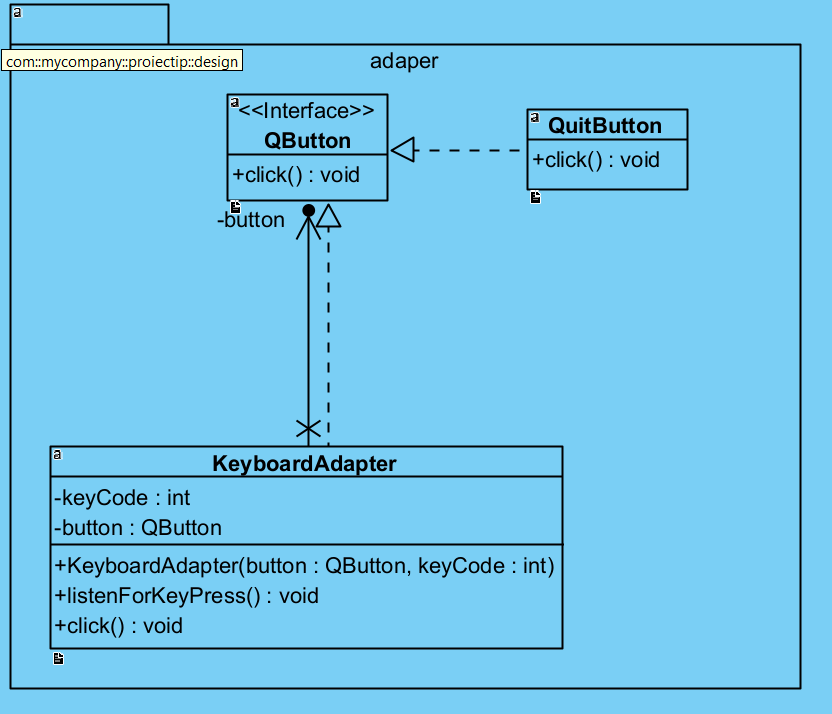 a
com::mycompany::proiectip::design
adaper
a
<<Interface>>
QButton
+click() : void
a
QuitButton
+click() : void
-button
a
KeyboardAdapter
-keyCode : int
-button : QButton
+KeyboardAdapter(button : QButton, keyCode : int)
+listenForKeyPress() : void
+click() : void